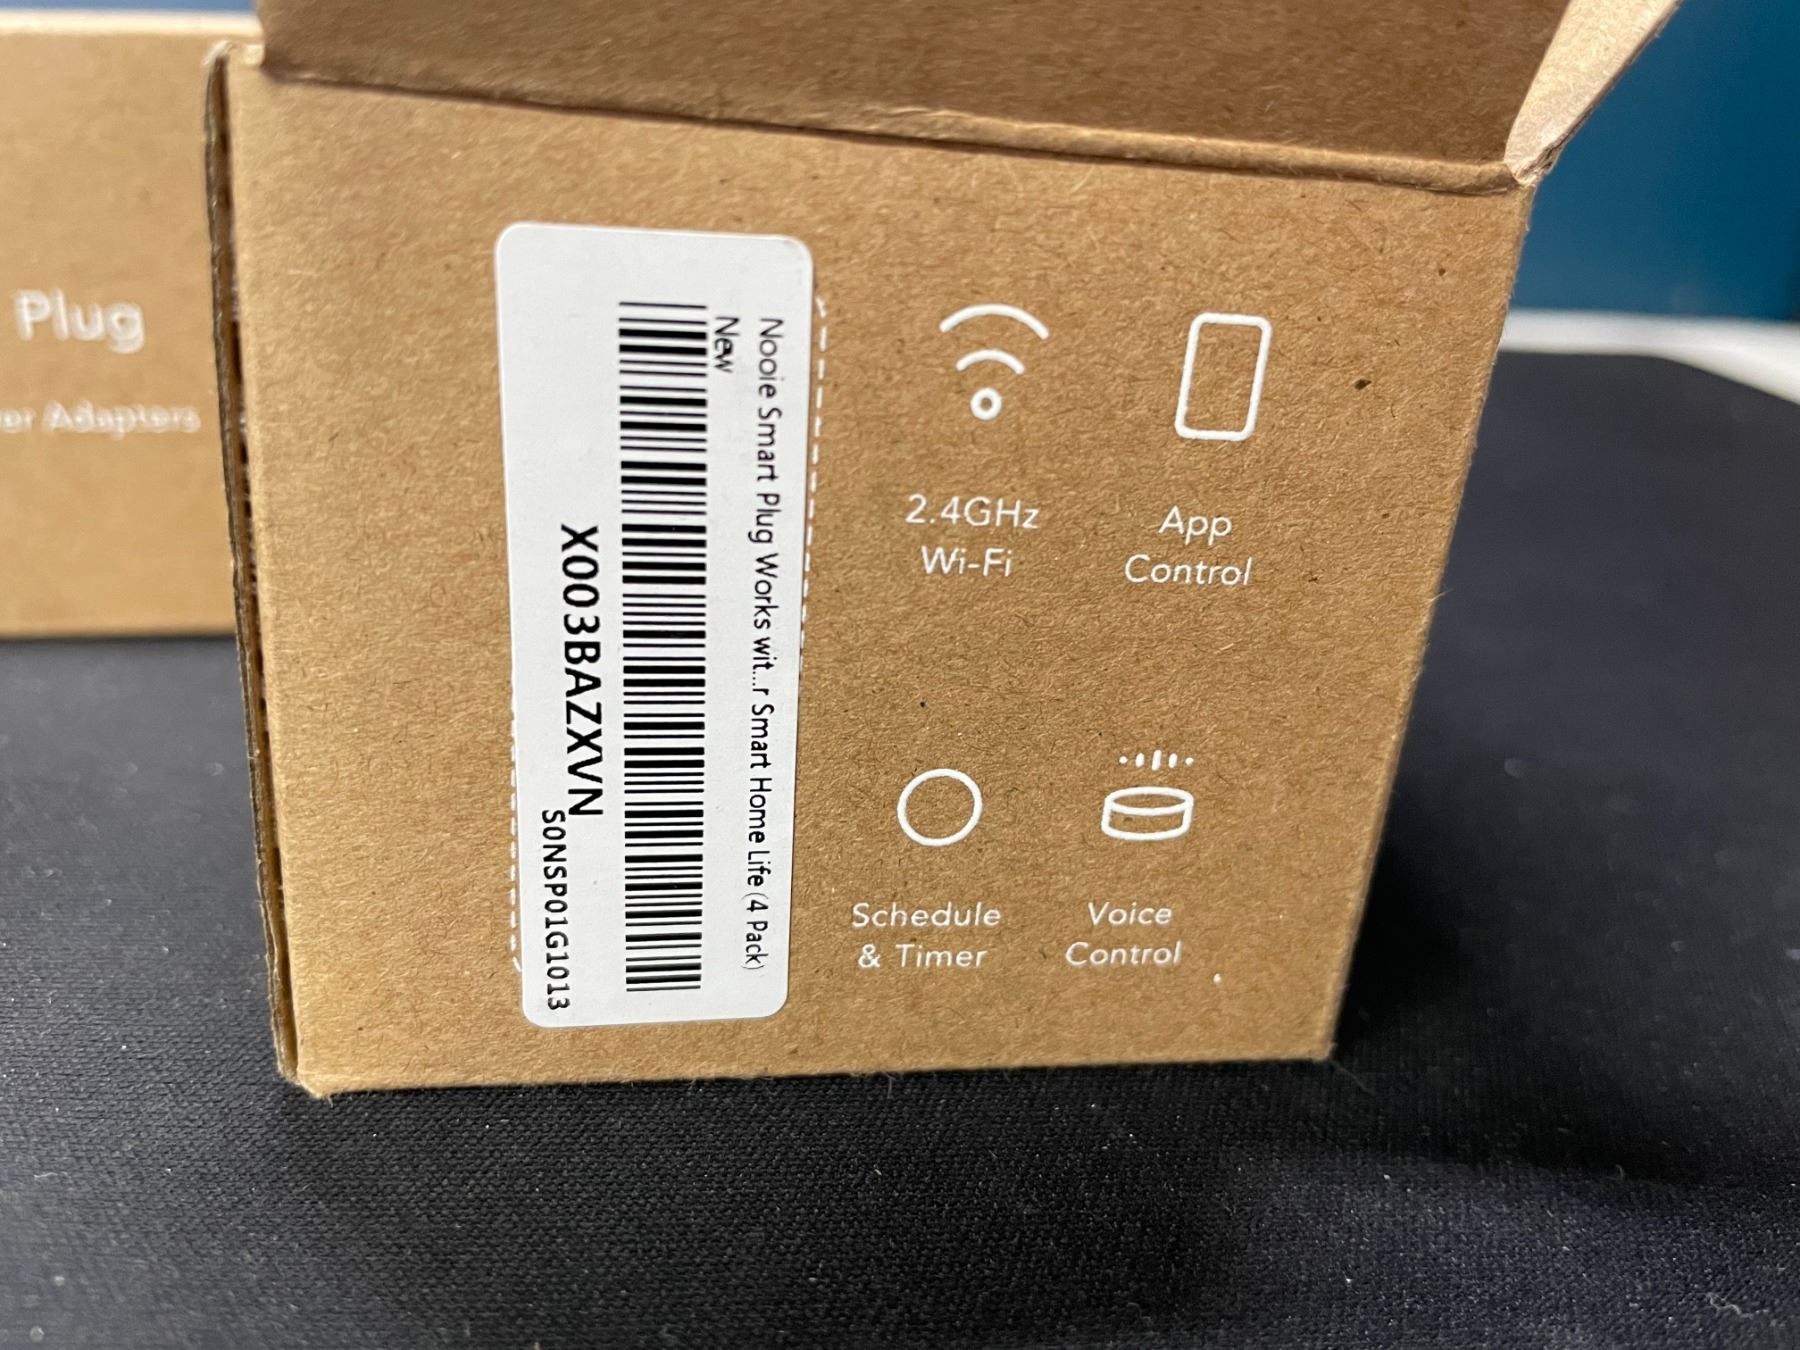 Plug
Adapters
Nooie Smart Plug Works wit...r Smart Home Life (4 Pack)
New
X003BAZXVN
S0NSP01G1013
2.4GHz
Wi-Fi
App
Control
Schedule
& Timer
Voice
Control